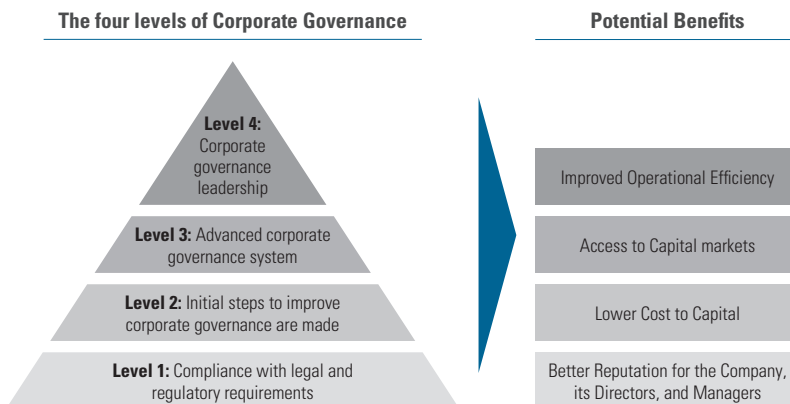 The four levels of Corporate Governance
Potential Benefits
Level 4:
Corporate
governance
leadership
Improved Operational Efficiency
Level 3: Advanced corporate
governance system
Access to Capital markets
Level 2: Initial steps to improve
corporate governance are made
Lower Cost to Capital
Level 1: Compliance with legal and
regulatory requirements
Better Reputation for the Company,
its Directors, and Managers